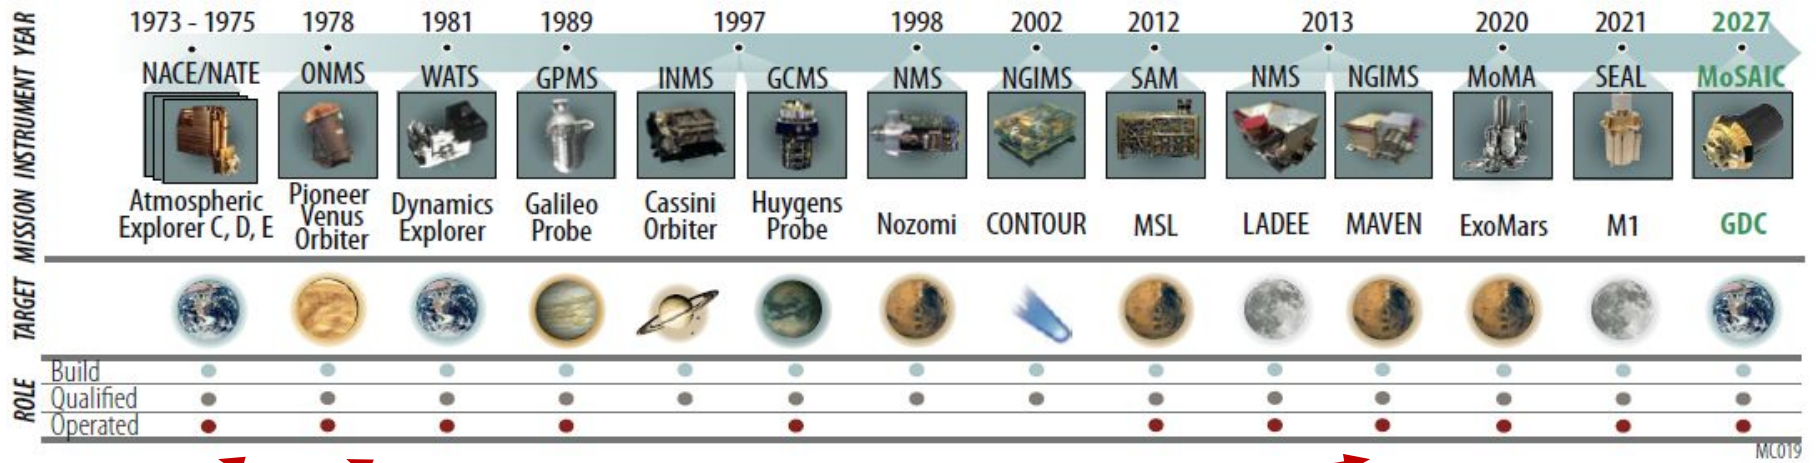 YEAR
1973 - 1975 1978 1981 1989 1997 1998 2002 2012 2013 2020 2021 2027
INSTRUMENT
NACE/NATE ONMS WATS GPMS INMS GCMS NMS NGIMS SAM NMS NGIMS MoMA SEAL MoSAIC
MISSION
Atmospheric
Explorer C, D, E
Pioneer
Venus
Orbiter
Dynamics
Explorer
Galileo
Probe
Cassini
Orbiter
Huygens
Probe
Nozomi
CONTOUR
MSL
LADEE
MAVEN
ExoMars
M1
GDC
TARGET
ROLE
Build
Qualified
Operated
MC019